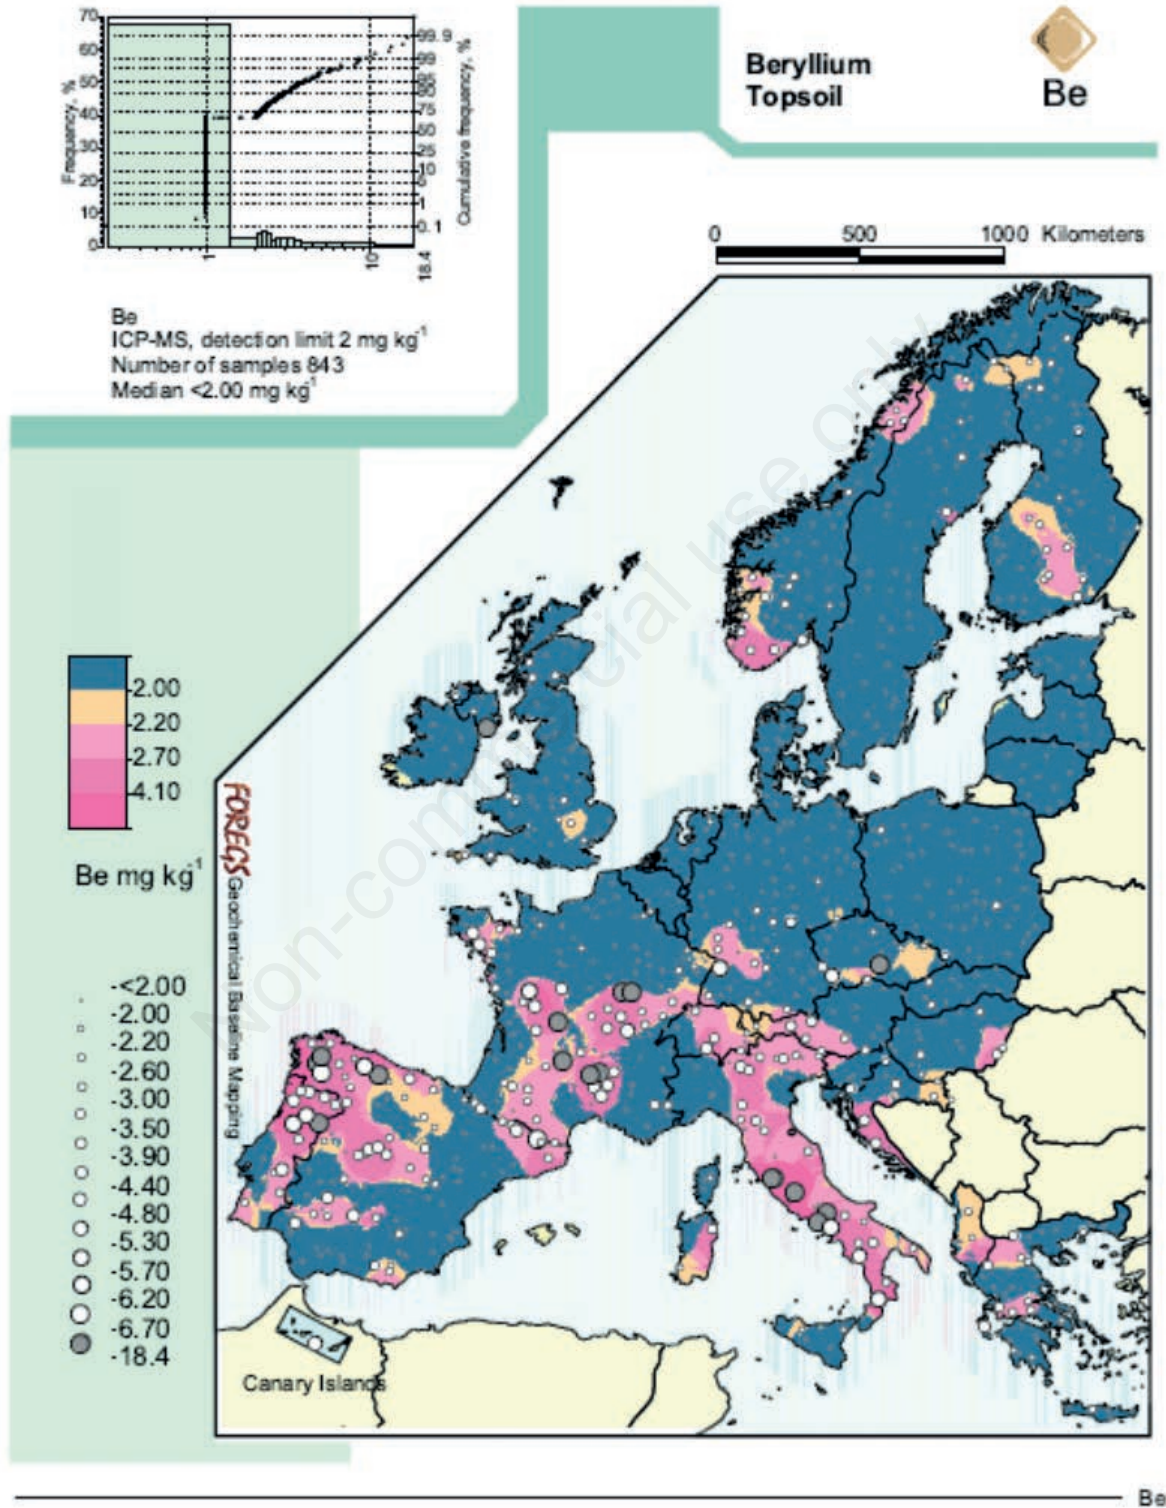 70
60
50
40
30
20
10
0
Frequency, %
99.9
99
75
50
25
10
5
1
0.1
Cumulative frequency, %
1
10
18.4
Be
ICP-MS, detection limit 2 mg kg-1
Number of samples 843
Median <2.00 mg kg-1
Beryllium
Topsoil
Be
0 500 1000 Kilometers
2.00
2.20
2.70
4.10
Be mg kg-1
-<2.00
-2.00
-2.20
-2.60
-3.00
-3.50
-3.90
-4.40
-4.80
-5.30
-5.70
-6.20
-6.70
-18.4
FOREGS Geochemical Baseline Mapping
Non-commercial use only
Canary Islands
Be